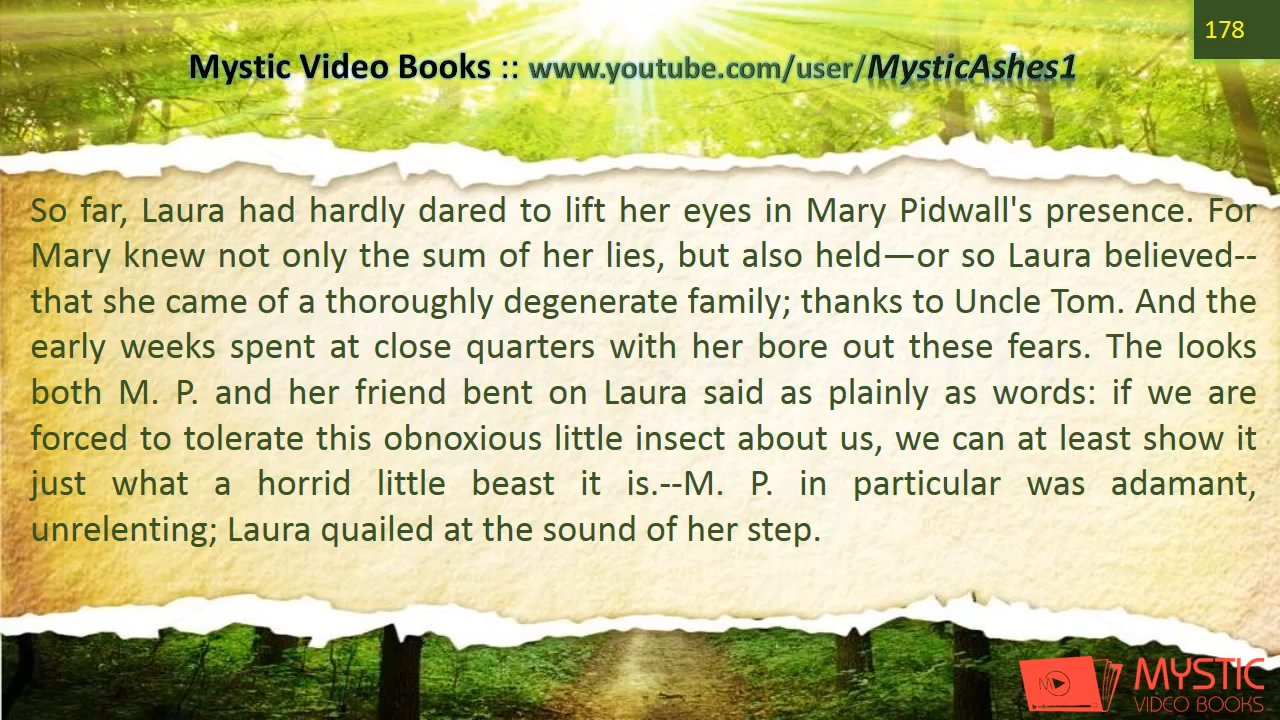 178
Mystic Video Books :: www.youtube.com/user/MysticAshes1
So far, Laura had hardly dared to lift her eyes in Mary Pidwall's presence. For
Mary knew not only the sum of her lies, but also held—or so Laura believed--
that she came of a thoroughly degenerate family; thanks to Uncle Tom. And the
early weeks spent at close quarters with her bore out these fears. The looks
both M. P. and her friend bent on Laura said as plainly as words: if we are
forced to tolerate this obnoxious little insect about us, we can at least show it
just what a horrid little beast it is.--M. P. in particular was adamant,
unrelenting; Laura quailed at the sound of her step.
MYSTIC
VIDEO BOOKS